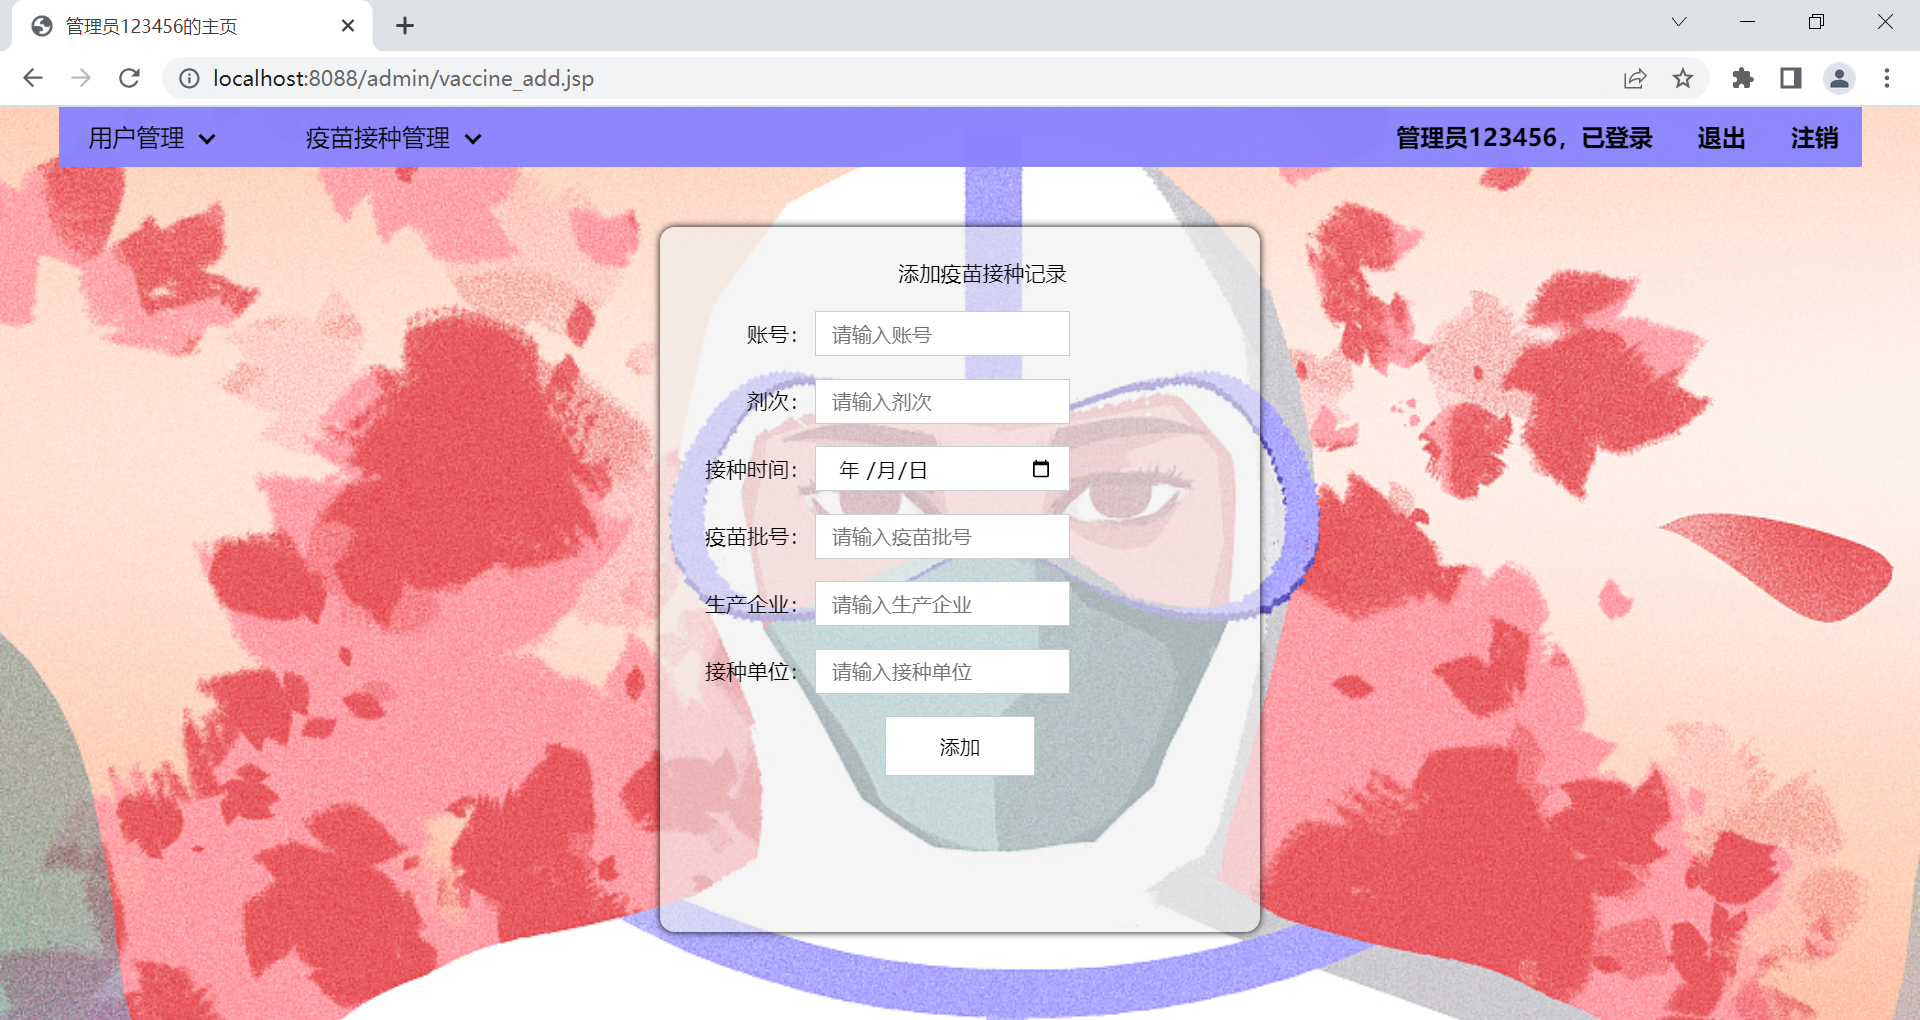 管理员123456的主页
localhost:8088/admin/vaccine_add.jsp
用户管理 疫苗接种管理 管理员123456，已登录 退出 注销
添加疫苗接种记录
账号： 请输入账号
剂次： 请输入剂次
接种时间： 年 /月/日
疫苗批号： 请输入疫苗批号
生产企业： 请输入生产企业
接种单位： 请输入接种单位
添加